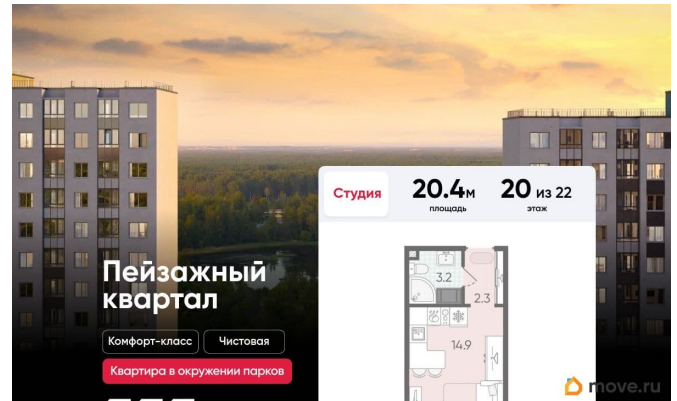 Студия
20.4м
площадь
20 из 22
этаж
Пейзажный
квартал
3.2
2.3
14.9
Комфорт-класс
Чистовая
Квартира в окружении парков
move.ru